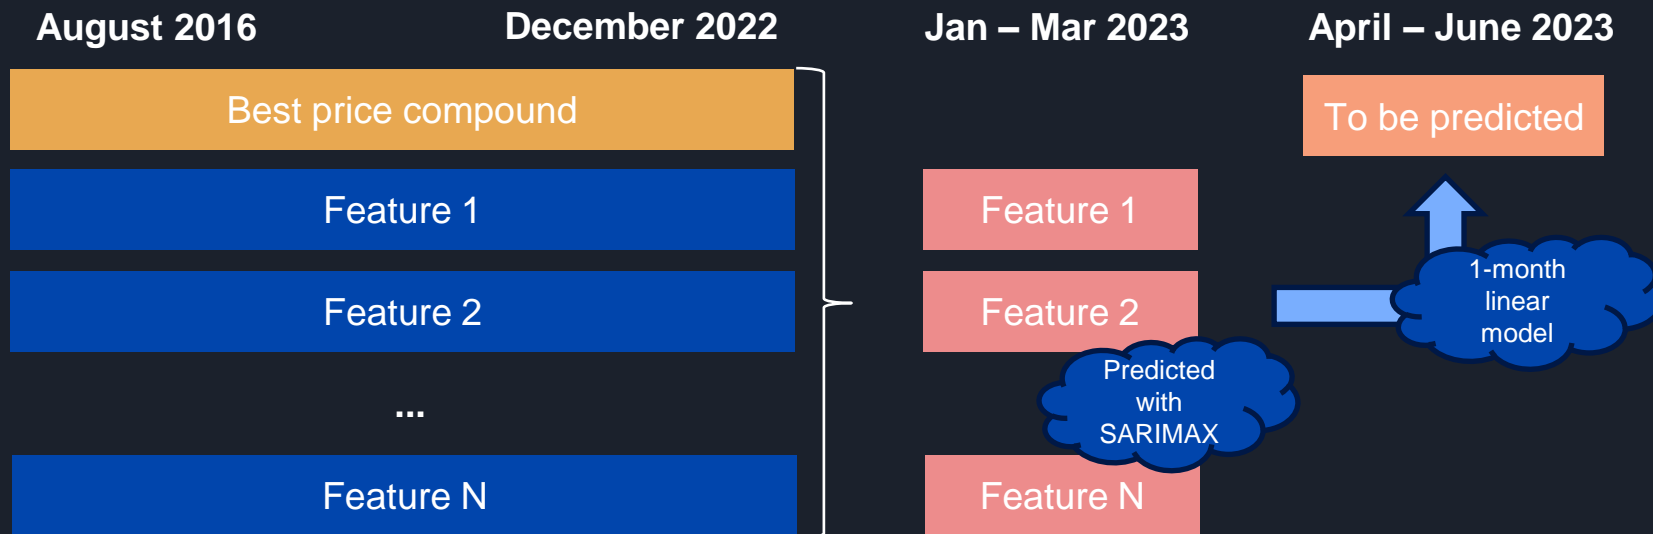 August 2016
December 2022
Jan – Mar 2023
April – June 2023
Best price compound
To be predicted
Feature 1
Feature 1
Feature 2
Feature 2
1-month
linear
model
Predicted
with
SARIMAX
...
Feature N
Feature N